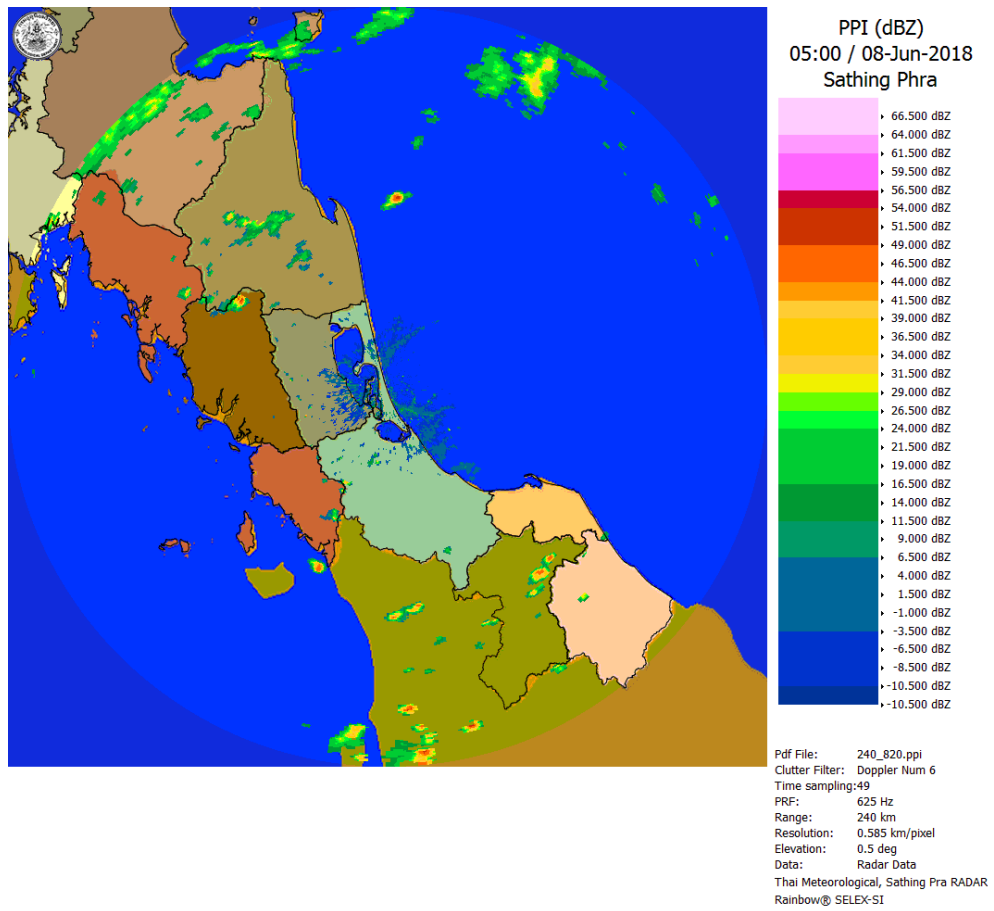 PPI (dBZ)
05:00 / 08-Jun-2018
Sathing Phra
66.500 dBZ
64.000 dBZ
61.500 dBZ
59.500 dBZ
56.500 dBZ
54.000 dBZ
51.500 dBZ
49.000 dBZ
46.500 dBZ
44.000 dBZ
41.500 dBZ
39.000 dBZ
36.500 dBZ
34.000 dBZ
31.500 dBZ
29.000 dBZ
26.500 dBZ
24.000 dBZ
21.500 dBZ
19.000 dBZ
16.500 dBZ
14.000 dBZ
11.500 dBZ
9.000 dBZ
6.500 dBZ
4.000 dBZ
1.500 dBZ
-1.000 dBZ
-3.500 dBZ
-6.500 dBZ
-8.500 dBZ
-10.500 dBZ
-10.500 dBZ
Pdf File: 240_820.ppi
Clutter Filter: Doppler Num 6
Time sampling:49
PRF: 625 Hz
Range: 240 km
Resolution: 0.585 km/pixel
Elevation: 0.5 deg
Data: Radar Data
Thai Meteorological, Sathing Pra RADAR
Rainbow® SELEX-SI